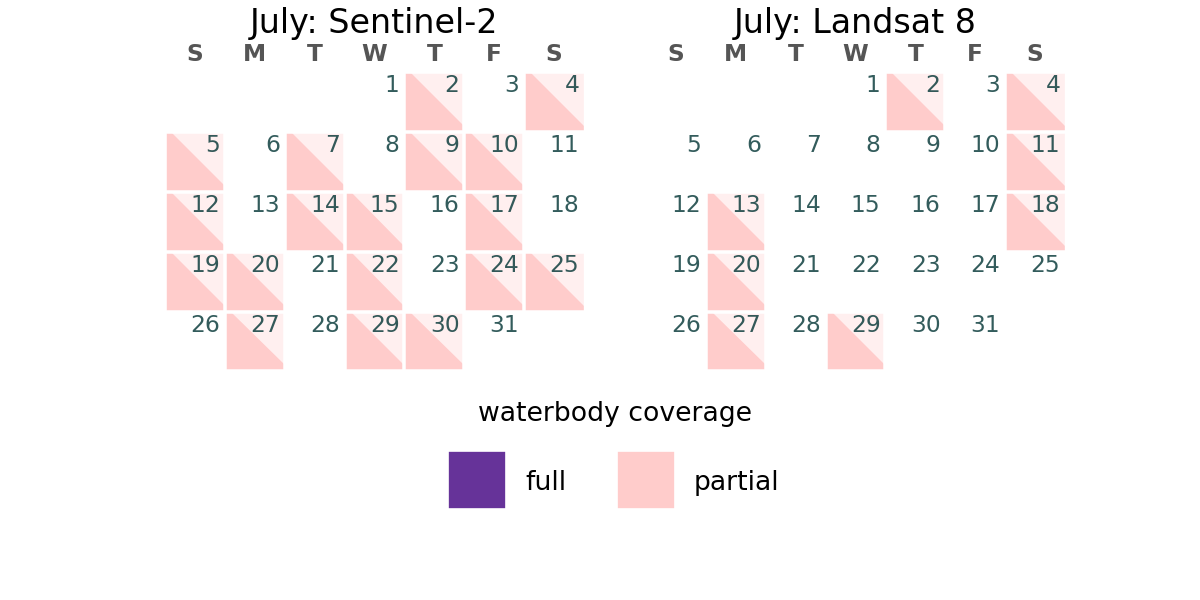 July: Sentinel-2
S M T W T F S
1 2 3 4
5 6 7 8 9 10 11
12 13 14 15 16 17 18
19 20 21 22 23 24 25
26 27 28 29 30 31
July: Landsat 8
S M T W T F S
1 2 3 4
5 6 7 8 9 10 11
12 13 14 15 16 17 18
19 20 21 22 23 24 25
26 27 28 29 30 31
waterbody coverage
full
partial